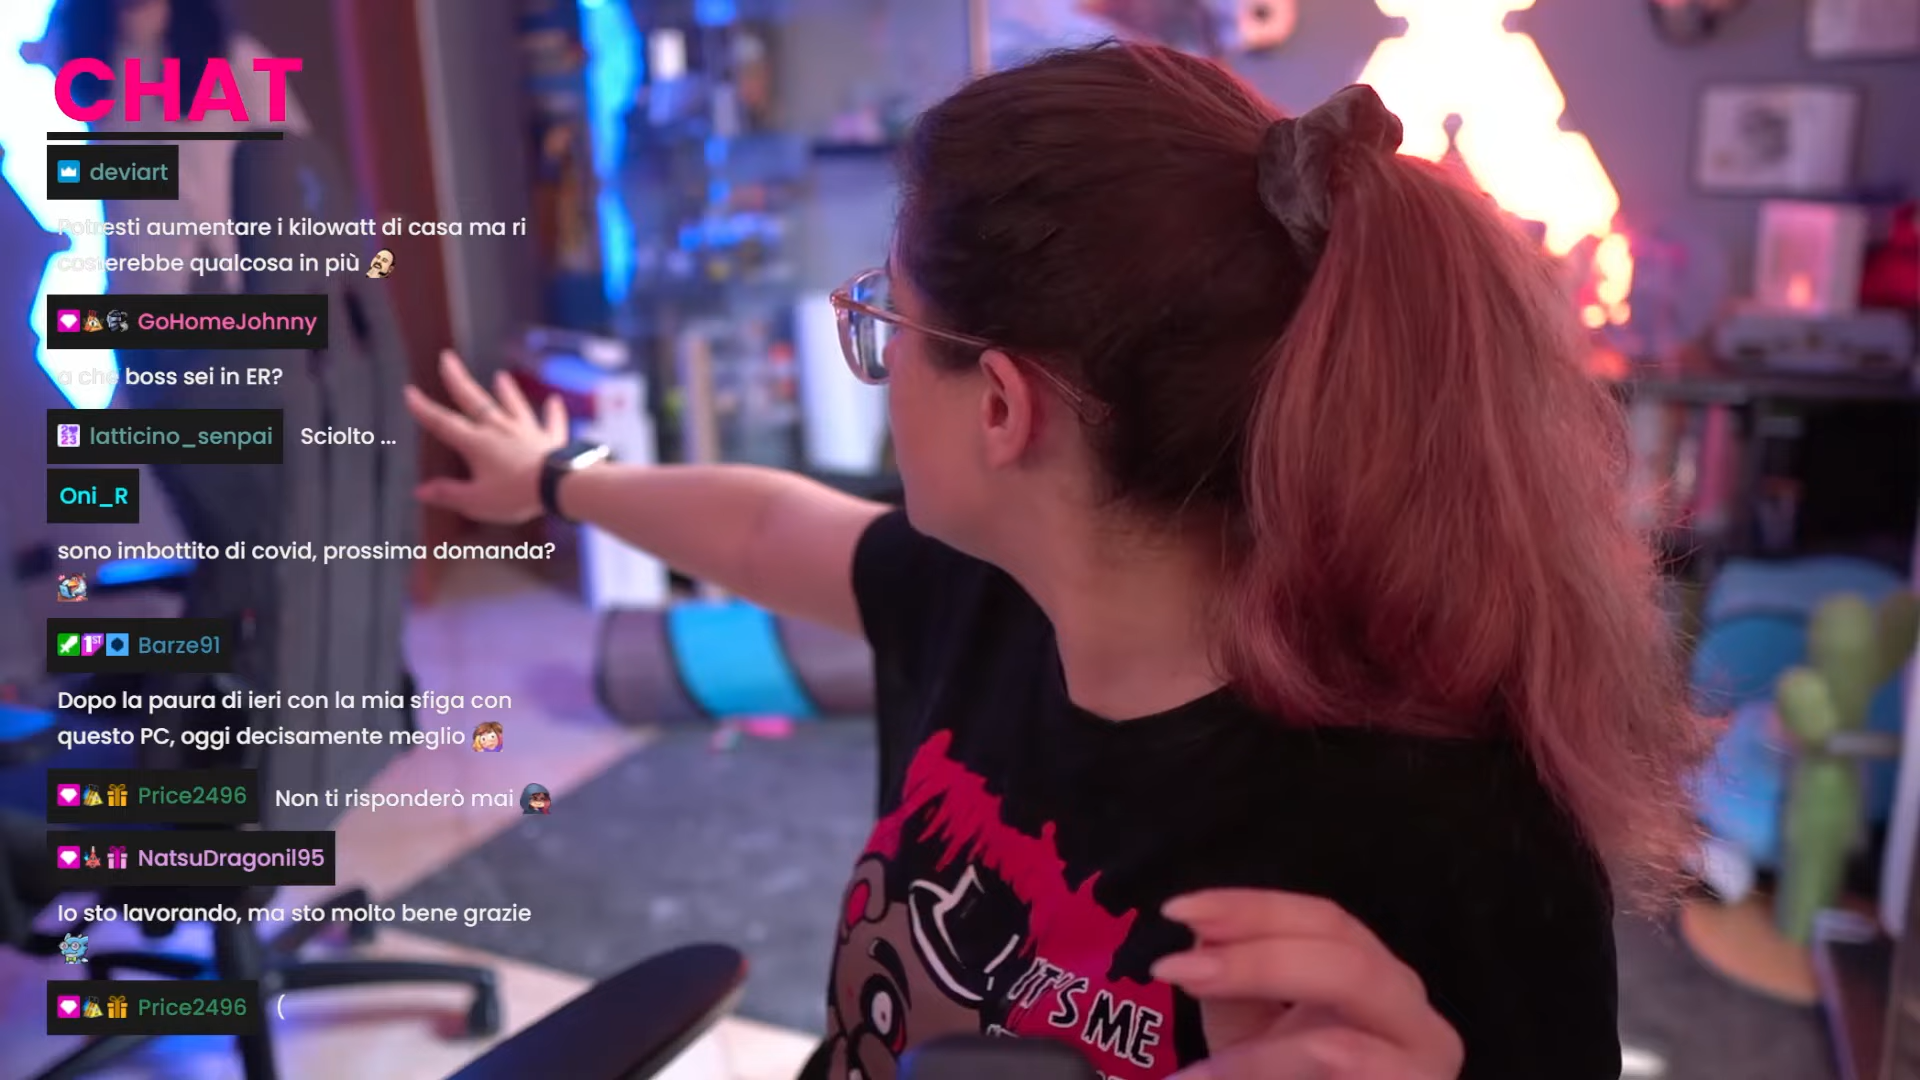 CHAT
deviart
Potresti aumentare i kilowatt di casa ma ri
costerebbe qualcosa in più
GoHomeJohnny
a che boss sei in ER?
latticino_senpai Sciolto ...
Oni_R
sono imbottito di covid, prossima domanda?
Barze91
Dopo la paura di ieri con la mia sfiga con
questo PC, oggi decisamente meglio
Price2496 Non ti risponderò mai
NatsuDragonil95
Io sto lavorando, ma sto molto bene grazie
Price2496 (
IT'S ME